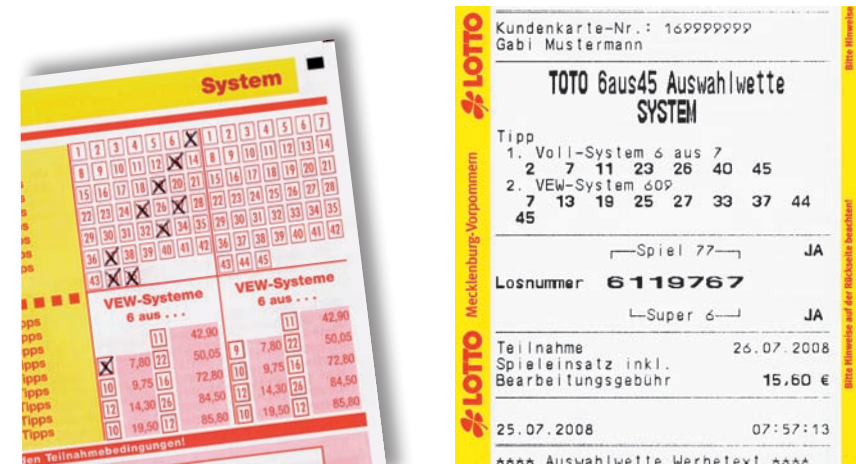 System
1 2 3 4 5 6 1 2 3 4 5 6 7
8 9 10 11 12 14 8 9 10 11 12 13 14
15 16 17 18 20 21 15 16 17 18 19 20 21
22 23 24 26 28 22 23 24 25 26 27 28
29 30 31 32 34 35 29 30 31 32 33 34 35
36 38 39 40 41 42 36 37 38 39 40 41 42
43 43 44 45
VEW-Systeme
6 aus . . .
11 42,90
7,80 22 50,05
10 9,75 16 72,80
12 14,30 26 84,50
10 19,50 12 85,80
VEW-Systeme
6 aus . . .
11 42,90
9 7,80 22 50,05
10 9,75 16 72,80
12 14,30 26 84,50
10 19,50 12 85,80
ipps
Tipps
den Teilnahmebedingungen!
LOTTO
Mecklenburg-Vorpommern
LOTTO
Kundenkarte-Nr.: 169999999
Gabi Mustermann
TOTO 6aus45 Auswahlwette
SYSTEM
Tipp
1. Voll-System 6 aus 7
2 7 11 23 26 40 45
2. VEW-System 609
7 13 19 25 27 33 37 44
45
Spiel 77 JA
Losnummer 6119767
Super 6 JA
Teilnahme 26.07.2008
Spieleinsatz inkl.
Bearbeitungsgebühr 15,60 €
25.07.2008 07:57:13
**** Auswahlwette Werbetext ****
Bitte Hinweise
Bitte Hinweise auf der Rückseite beachten!